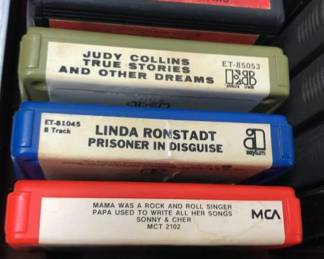 JUDY COLLINS
TRUE STORIES
AND OTHER DREAMS
ET-85053
ET-81045
8 Track
LINDA RONSTADT
PRISONER IN DISGUISE
asylum
MAMA WAS A ROCK AND ROLL SINGER
PAPA USED TO WRITE ALL HER SONGS
SONNY & CHER
MCT 2102
MCA